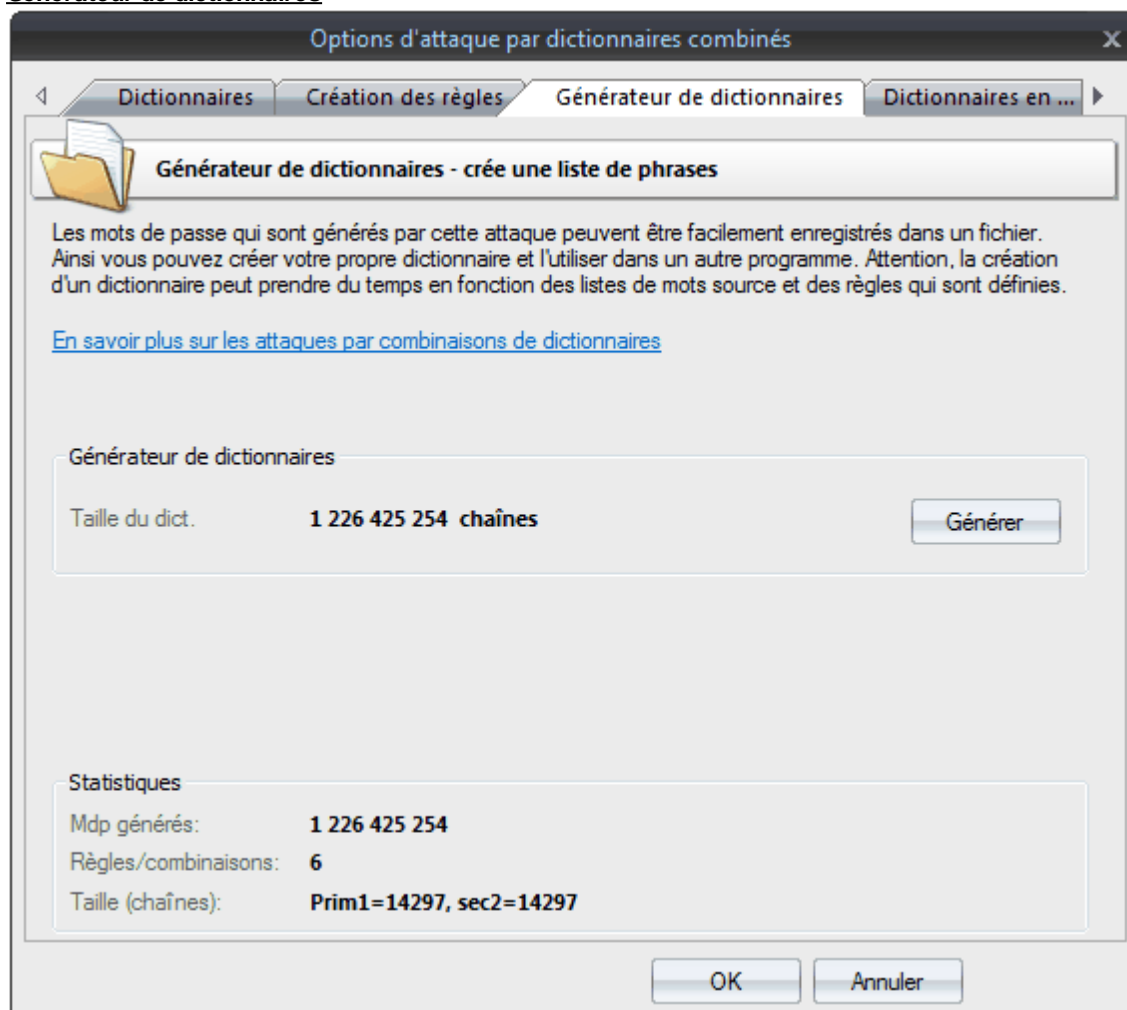 Générateur de dictionnaires
Options d'attaque par dictionnaires combinés
Dictionnaires
Création des règles
Générateur de dictionnaires
Dictionnaires en ...
Générateur de dictionnaires - crée une liste de phrases
Les mots de passe qui sont générés par cette attaque peuvent être facilement enregistrés dans un fichier.
Ainsi vous pouvez créer votre propre dictionnaire et l'utiliser dans un autre programme. Attention, la création
d'un dictionnaire peut prendre du temps en fonction des listes de mots source et des règles qui sont définies.
En savoir plus sur les attaques par combinaisons de dictionnaires
Générateur de dictionnaires
Taille du dict. 1 226 425 254 chaînes
Générer
Statistiques
Mdp générés: 1 226 425 254
Règles/combinaisons: 6
Taille (chaînes): Prim1=14297, sec2=14297
OK
Annuler